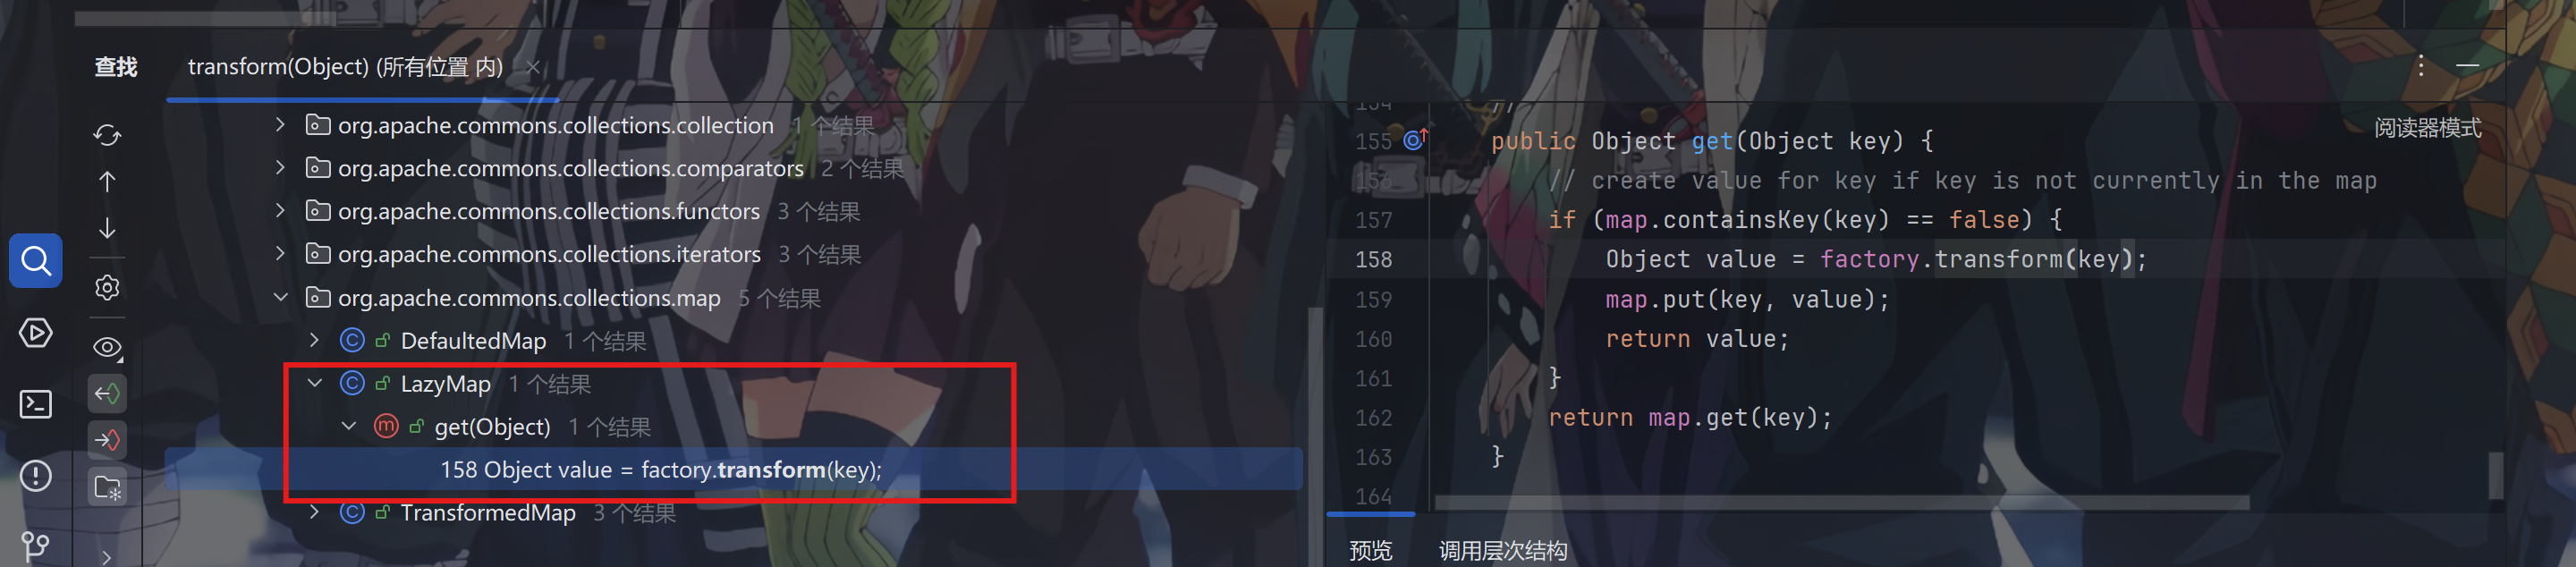 查找 transform(Object) (所有位置 内)
org.apache.commons.collections.collection 1 个结果
org.apache.commons.collections.comparators 2 个结果
org.apache.commons.collections.functors 3 个结果
org.apache.commons.collections.iterators 3 个结果
org.apache.commons.collections.map 5 个结果
DefaultedMap 1 个结果
LazyMap 1 个结果
get(Object) 1 个结果
158 Object value = factory.transform(key);
TransformedMap 3 个结果
154 //
155 public Object get(Object key) {
阅读器模式
156 // create value for key if key is not currently in the map
157 if (map.containsKey(key) == false) {
158 Object value = factory.transform(key);
159 map.put(key, value);
160 return value;
161 }
162 return map.get(key);
163 }
164
预览 调用层次结构